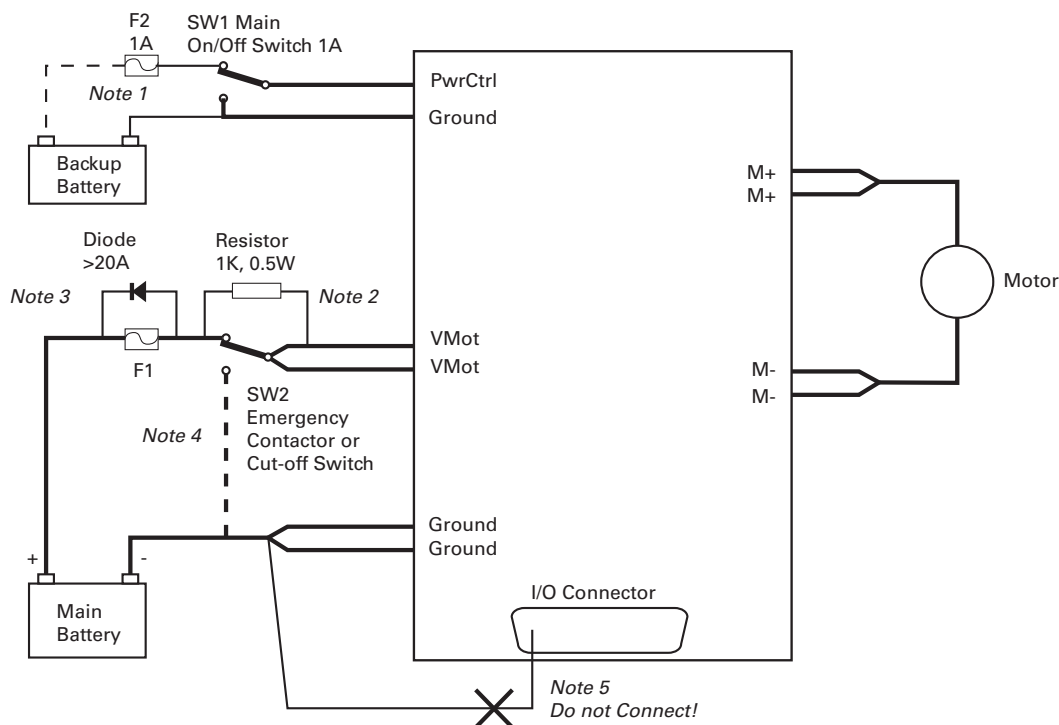 F2
1A
SW1 Main
On/Off Switch 1A
Note 1
PwrCtrl
Ground
Backup
Battery
M+
M+
Diode
>20A
Resistor
1K, 0.5W
Note 3
Note 2
Motor
VMot
VMot
F1
M-
M-
SW2
Emergency
Contactor or
Cut-off Switch
Note 4
Ground
Ground
+
-
I/O Connector
Main
Battery
Note 5
Do not Connect!